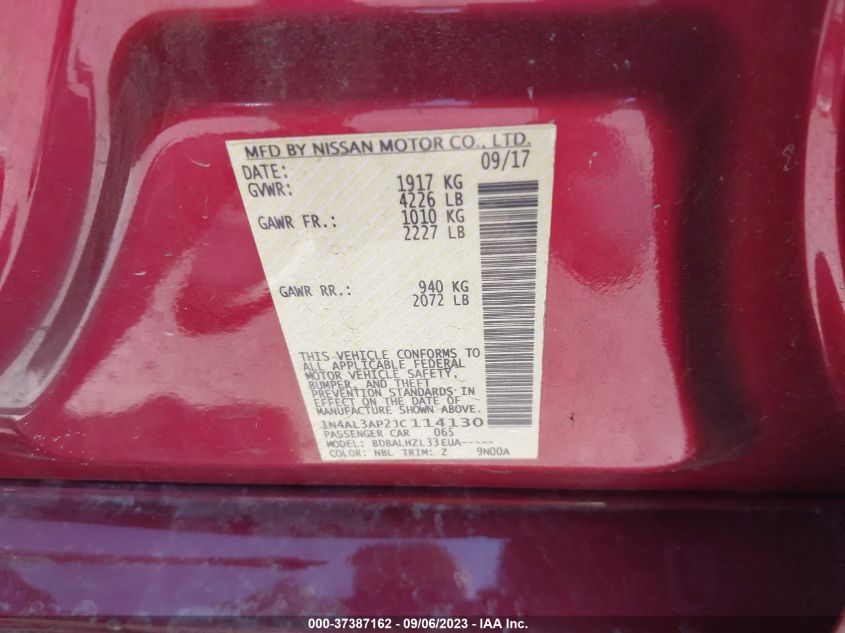 MFD BY NISSAN MOTOR CO., LTD.
DATE: 09/17
GVWR: 1917 KG
4226 LB
GAWR FR.: 1010 KG
2227 LB
GAWR RR.: 940 KG
2072 LB
THIS VEHICLE CONFORMS TO
ALL APPLICABLE FEDERAL
MOTOR VEHICLE SAFETY,
BUMPER, AND THEFT
PREVENTION STANDARDS IN
EFFECT ON THE DATE OF
MANUFACTURE SHOWN ABOVE.
1N4AL3AP2JC114130
PASSENGER CAR 065
MODEL: BDBALHZL33EUA-----
COLOR: NBL TRIM: Z 9N00A
000-37387162 - 09/06/2023 - IAA Inc.